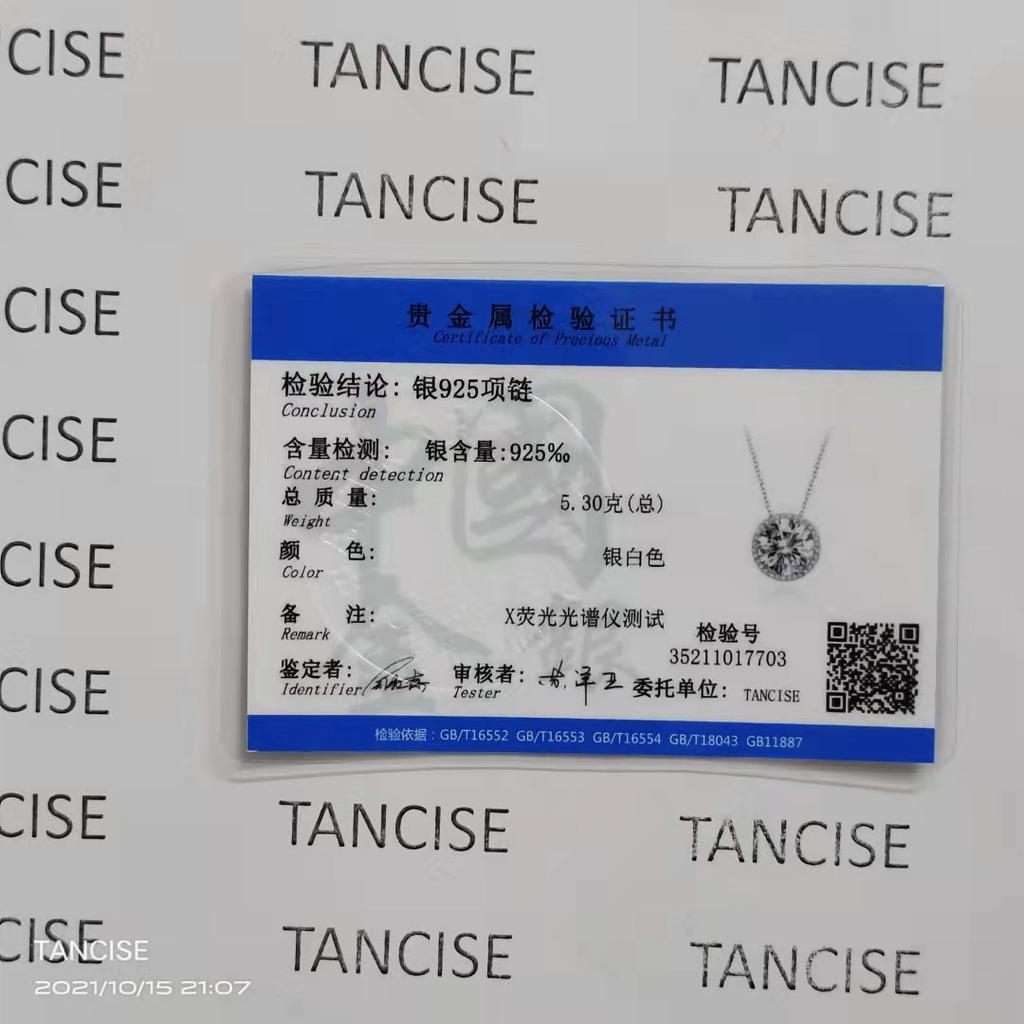 CISE TANCISE TANCISE
CISE TANCISE TANCISE
CISE
CISE
CISE
CISE
CISE TANCISE TANCISE
CISE TANCISE TANCISE
贵金属检验证书
Certificate of Precious Metal
检验结论: 银925项链
Conclusion
含量检测: 银含量:925‰
Content detection
总质量: 5.30克(总)
Weight
颜色: 银白色
Color
备注: X荧光光谱仪测试
Remark
检验号
35211017703
鉴定者: 审核者: 委托单位: TANCISE
Identifier Tester
检验依据:GB/T16552 GB/T16553 GB/T16554 GB/T18043 GB11887
TANCISE
2021/10/15 21:07